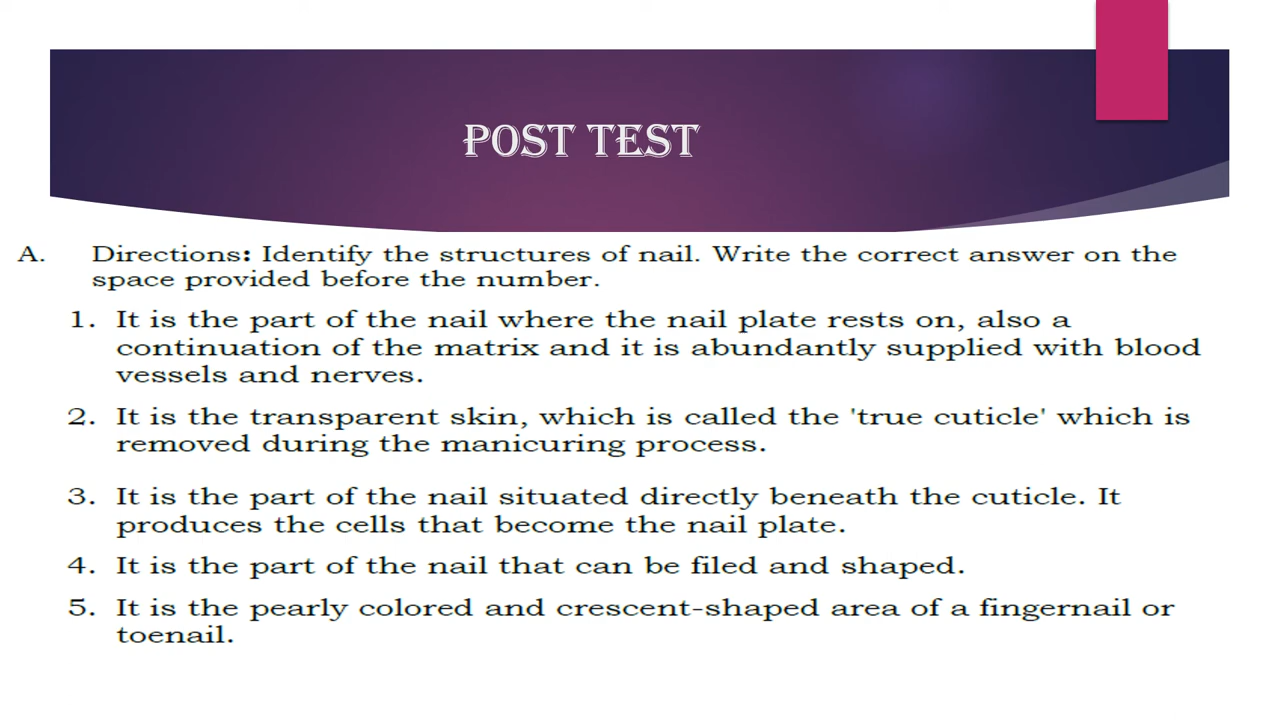 POST TEST
A. Directions: Identify the structures of nail. Write the correct answer on the
space provided before the number.
1. It is the part of the nail where the nail plate rests on, also a
continuation of the matrix and it is abundantly supplied with blood
vessels and nerves.
2. It is the transparent skin, which is called the 'true cuticle' which is
removed during the manicuring process.
3. It is the part of the nail situated directly beneath the cuticle. It
produces the cells that become the nail plate.
4. It is the part of the nail that can be filed and shaped.
5. It is the pearly colored and crescent-shaped area of a fingernail or
toenail.